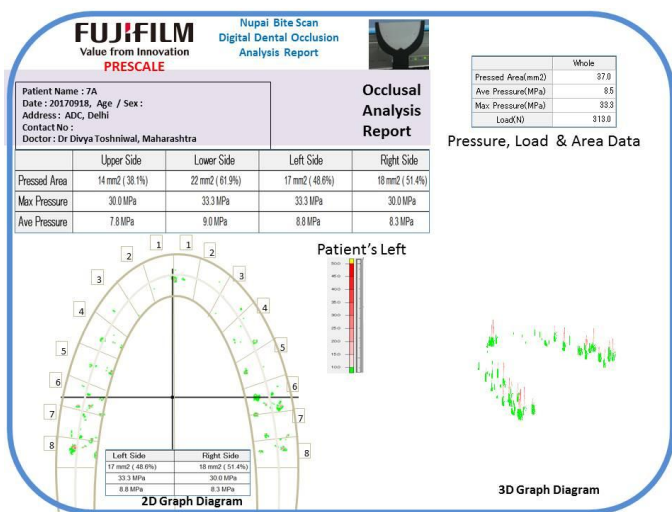 FUJIFILM
Value from Innovation
PRESCALE
Nupai Bite Scan
Digital Dental Occlusion
Analysis Report
Patient Name : 7A
Date : 20170918, Age / Sex :
Address : ADC, Delhi
Contact No :
Doctor : Dr Divya Toshniwal, Maharashtra
Occlusal
Analysis
Report
Upper Side Lower Side Left Side Right Side
Pressed Area 14 mm2 ( 38.1%) 22 mm2 ( 61.9%) 17 mm2 ( 48.6%) 18 mm2 ( 51.4%)
Max Pressure 30.0 MPa 33.3 MPa 33.3 MPa 30.0 MPa
Ave Pressure 7.8 MPa 9.0 MPa 8.8 MPa 8.3 MPa
Whole
Pressed Area(mm2) 37.0
Ave Pressure(MPa) 8.5
Max Pressure(MPa) 33.3
Load(N) 313.0
Pressure, Load & Area Data
Patient's Left
1 1
2 2
3 3
4 4
5 5
6 6
7 7
8 8
Left Side Right Side
17 mm2 ( 48.6%) 18 mm2 ( 51.4%)
33.3 MPa 30.0 MPa
8.8 MPa 8.3 MPa
2D Graph Diagram
3D Graph Diagram